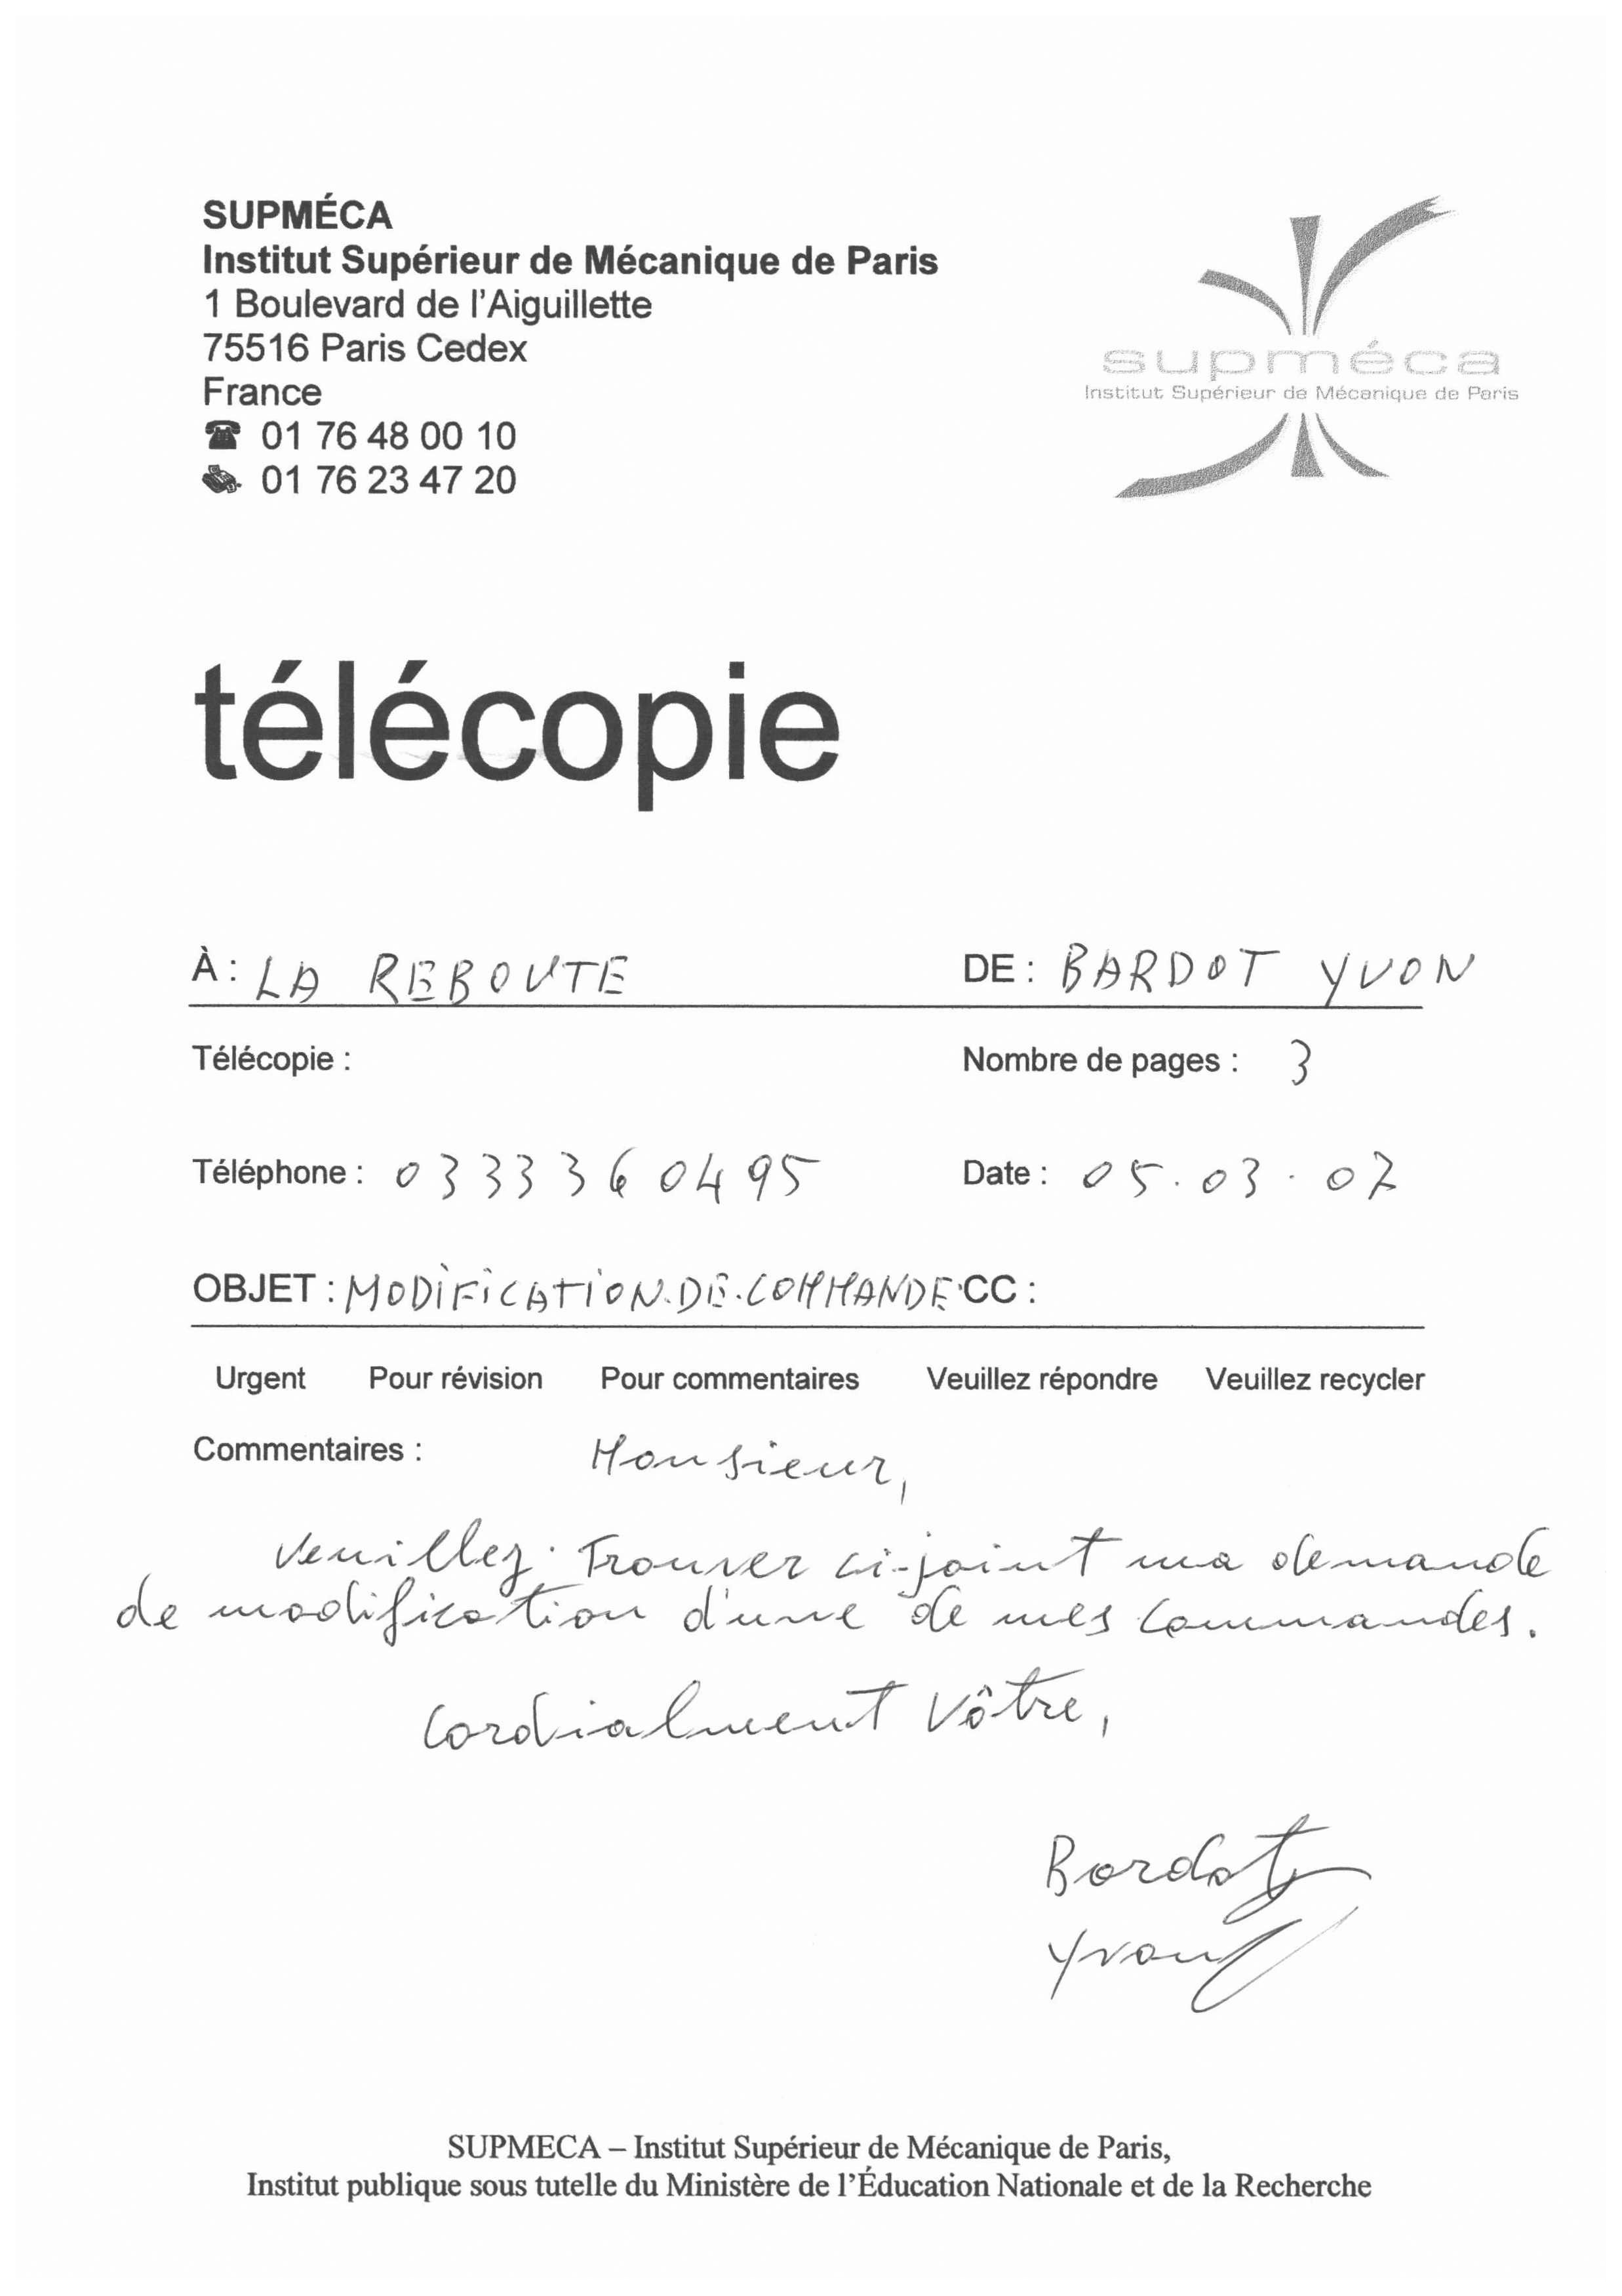 SUPMÉCA
Institut Supérieur de Mécanique de Paris
1 Boulevard de l'Aiguillette
75516 Paris Cedex
France
☎ 01 76 48 00 10
01 76 23 47 20
supméca
Institut Supérieur de Mécanique de Paris
télécopie
À : LA REBOUTE DE : BARDOT YVON
Télécopie : Nombre de pages : 3
Téléphone : 0333360495 Date : 05.03.07
OBJET : MODIFICATION.DE.COMMANDE CC :
Urgent Pour révision Pour commentaires Veuillez répondre Veuillez recycler
Commentaires : Monsieur,
Veuillez trouver ci-joint ma demande
de modification d'une de mes commandes.
Cordialment Vôtre,
Bardot
Yvon
SUPMECA – Institut Supérieur de Mécanique de Paris,
Institut publique sous tutelle du Ministère de l'Éducation Nationale et de la Recherche